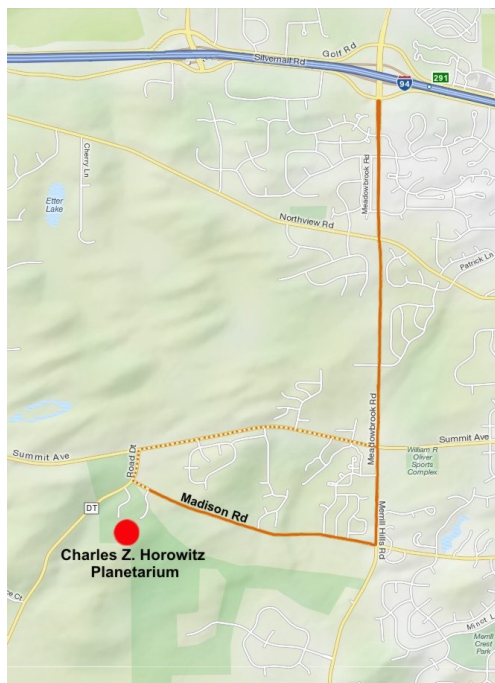 Golf Rd
Silvernail Rd
291
94
Cherry Ln
Meadowbrook Rd
Etter
Lake
Northview Rd
Patrick Ln
Meadowbrook Rd
Summit Ave
Summit Ave
Road Dt
William R
Oliver
Sports
Complex
Madison Rd
DT
Merrill Hills Rd
Charles Z. Horowitz
Planetarium
Minot L
Merrill
Crest
Park